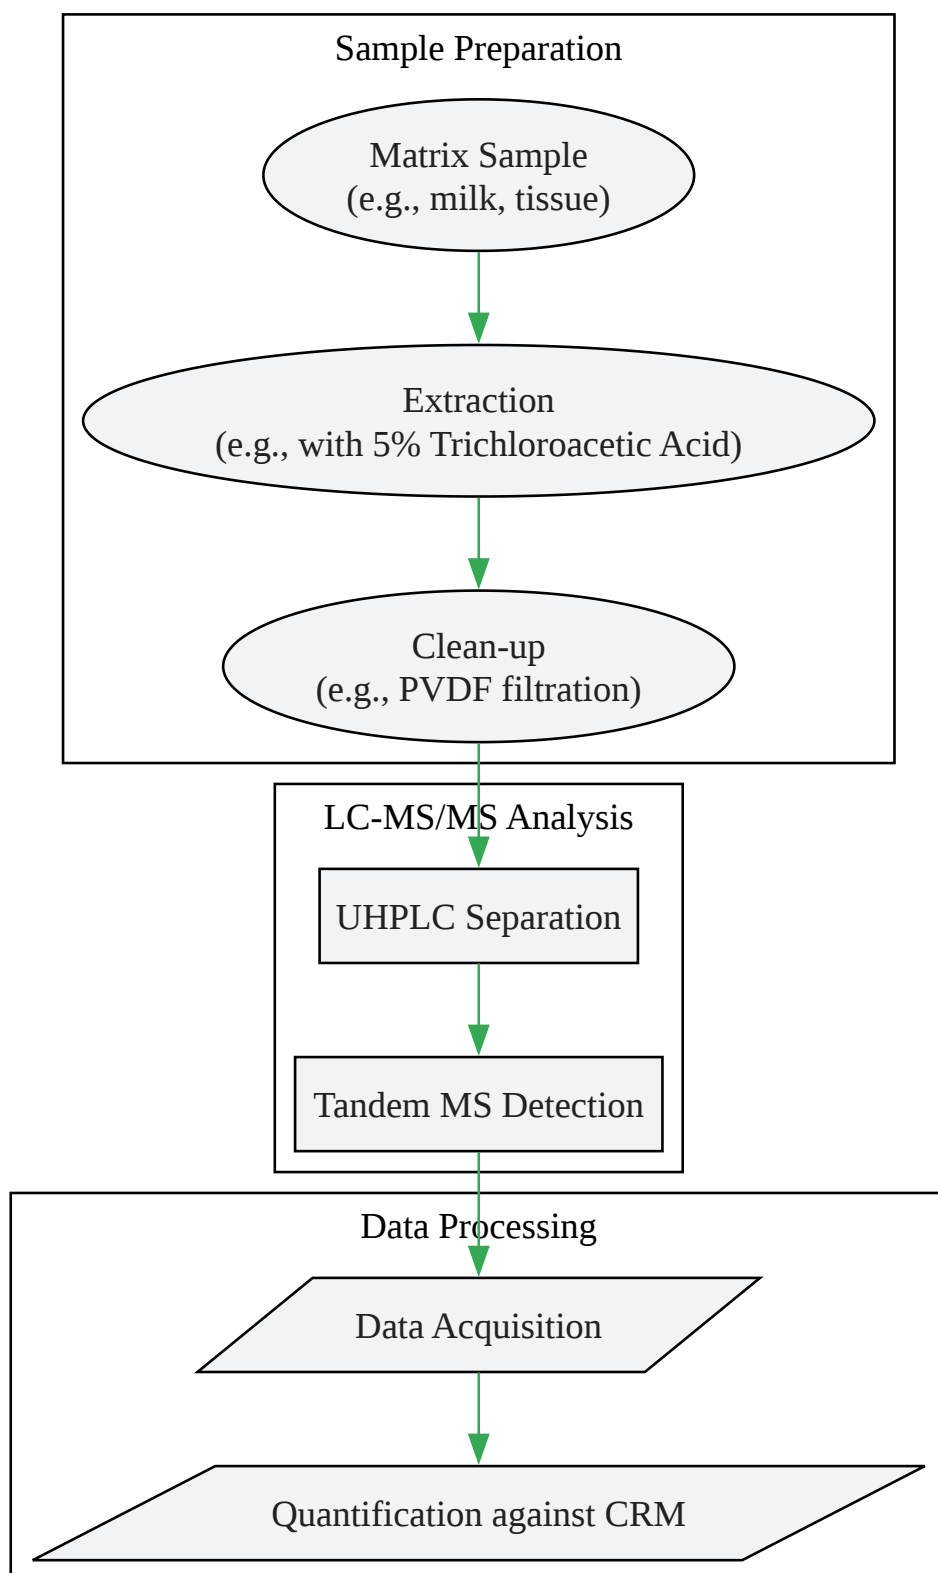 Sample Preparation
Matrix Sample
(e.g., milk, tissue)
Extraction
(e.g., with 5% Trichloroacetic Acid)
Clean-up
(e.g., PVDF filtration)
LC-MS/MS Analysis
UHPLC Separation
Tandem MS Detection
Data Processing
Data Acquisition
Quantification against CRM